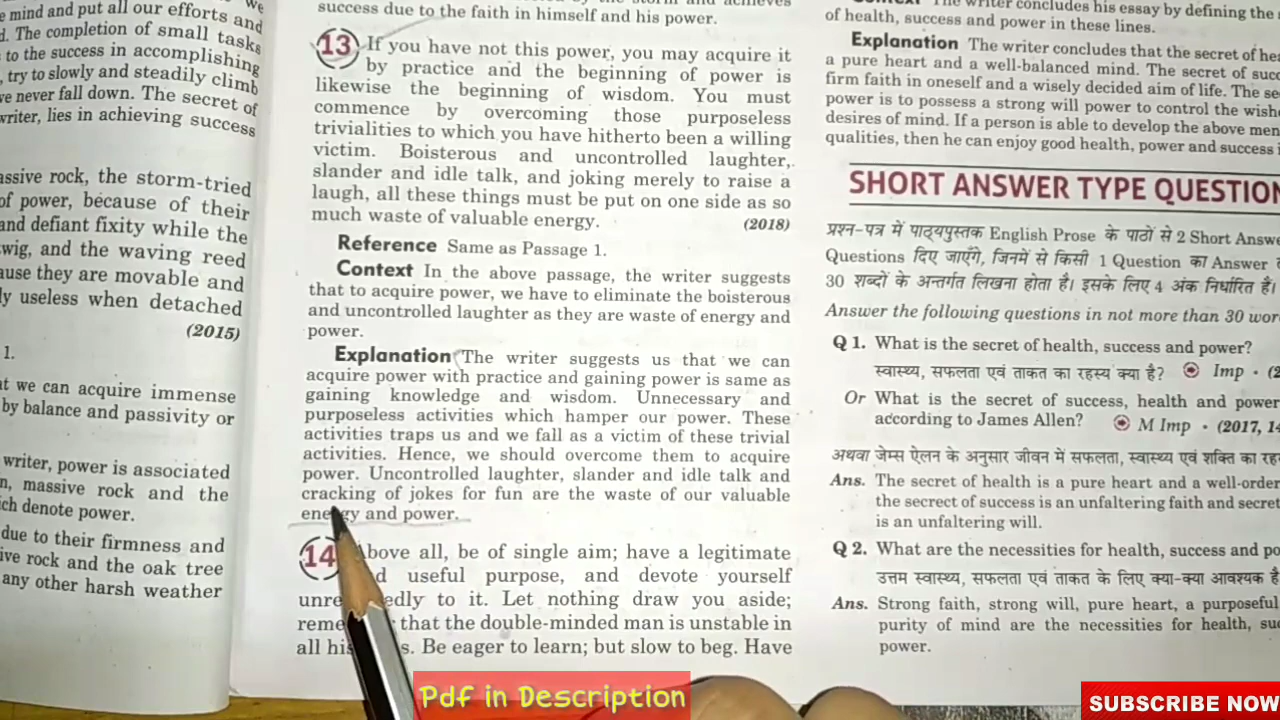 We
e mind and put all our efforts and
d. The completion of small tasks
to the success in accomplishing
, try to slowly and steadily climb
we never fall down. The secret of
writer, lies in achieving success
assive rock, the storm-tried
of power, because of their
and defiant fixity while the
twig, and the waving reed
ause they are movable and
ly useless when detached
(2015)
1.
at we can acquire immense
by balance and passivity or
writer, power is associated
n, massive rock and the
ich denote power.
due to their firmness and
ive rock and the oak tree
any other harsh weather
success due to the faith in himself and his power.
13 If you have not this power, you may acquire it
by practice and the beginning of power is
likewise the beginning of wisdom. You must
commence by overcoming those purposeless
trivialities to which you have hitherto been a willing
victim. Boisterous and uncontrolled laughter,
slander and idle talk, and joking merely to raise a
laugh, all these things must be put on one side as so
much waste of valuable energy. (2018)
Reference Same as Passage 1.
Context In the above passage, the writer suggests
that to acquire power, we have to eliminate the boisterous
and uncontrolled laughter as they are waste of energy and
power.
Explanation The writer suggests us that we can
acquire power with practice and gaining power is same as
gaining knowledge and wisdom. Unnecessary and
purposeless activities which hamper our power. These
activities traps us and we fall as a victim of these trivial
activities. Hence, we should overcome them to acquire
power. Uncontrolled laughter, slander and idle talk and
cracking of jokes for fun are the waste of our valuable
energy and power.
14 Above all, be of single aim; have a legitimate
d useful purpose, and devote yourself
unre edly to it. Let nothing draw you aside;
reme that the double-minded man is unstable in
all his s. Be eager to learn; but slow to beg. Have
Context The writer concludes his essay by defining the
of health, success and power in these lines.
Explanation The writer concludes that the secret of hea
a pure heart and a well-balanced mind. The secret of succ
firm faith in oneself and a wisely decided aim of life. The se
power is to possess a strong will power to control the wish
desires of mind. If a person is able to develop the above men
qualities, then he can enjoy good health, power and success i
SHORT ANSWER TYPE QUESTION
प्रश्न-पत्र में पाठ्यपुस्तक English Prose के पाठों से 2 Short Answe
Questions दिए जाएँगे, जिनमें से किसी 1 Question का Answer
30 शब्दों के अन्तर्गत लिखना होता है। इसके लिए 4 अंक निर्धारित हैं।
Answer the following questions in not more than 30 wor
Q 1. What is the secret of health, success and power?
स्वास्थ्य, सफलता एवं ताकत का रहस्य क्या है? Imp • (2
Or What is the secret of success, health and power
according to James Allen? M Imp • (2017, 14
अथवा जेम्स ऐलन के अनुसार जीवन में सफलता, स्वास्थ्य एवं शक्ति का रह
Ans. The secret of health is a pure heart and a well-order
the secrect of success is an unfaltering faith and secret
is an unfaltering will.
Q 2. What are the necessities for health, success and po
उत्तम स्वास्थ्य, सफलता एवं ताकत के लिए क्या-क्या आवश्यक है
Ans. Strong faith, strong will, pure heart, a purposeful
purity of mind are the necessities for health, suc
power.
Pdf in Description
SUBSCRIBE NOW